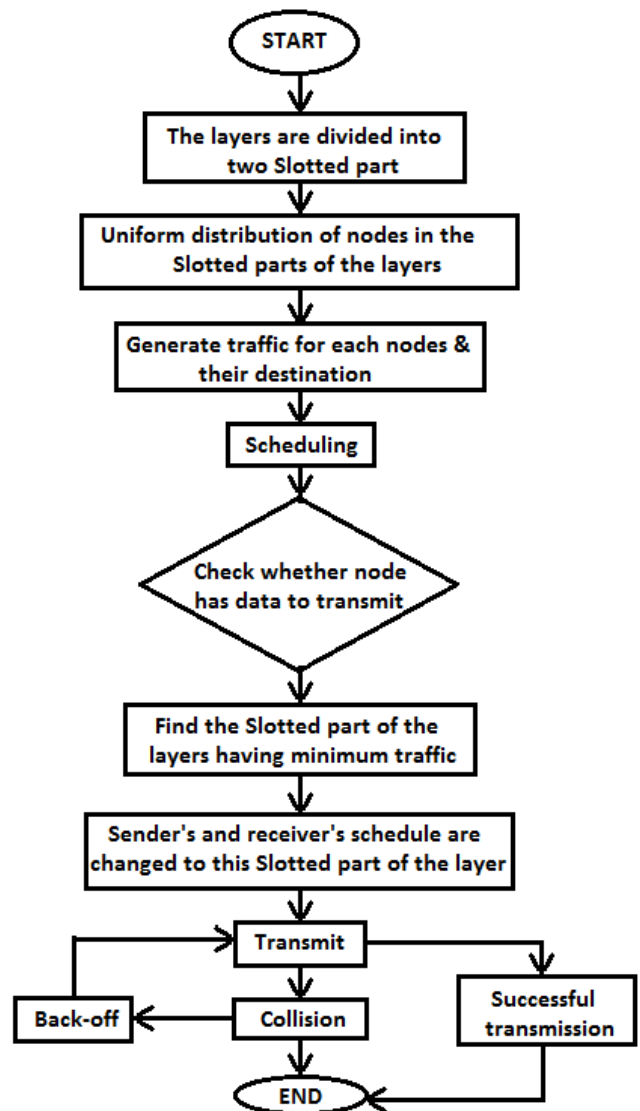 START
The layers are divided into
two Slotted part
Uniform distribution of nodes in the
Slotted parts of the layers
Generate traffic for each nodes &
their destination
Scheduling
Check whether node
has data to transmit
Find the Slotted part of the
layers having minimum traffic
Sender's and receiver's schedule are
changed to this Slotted part of the layer
Transmit
Back-off
Collision
Successful
transmission
END